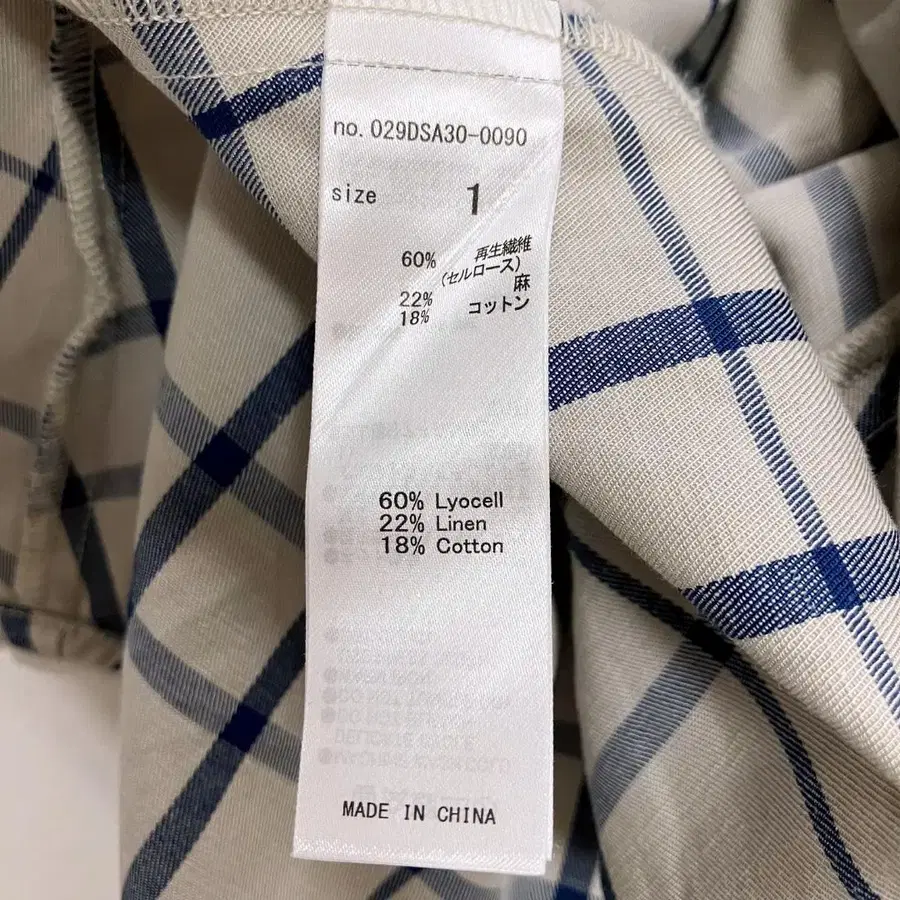 no. 029DSA30-0090
size 1
60% 再生繊維
(セルロース)
22% 麻
18% コットン
60% Lyocell
22% Linen
18% Cotton
MADE IN CHINA